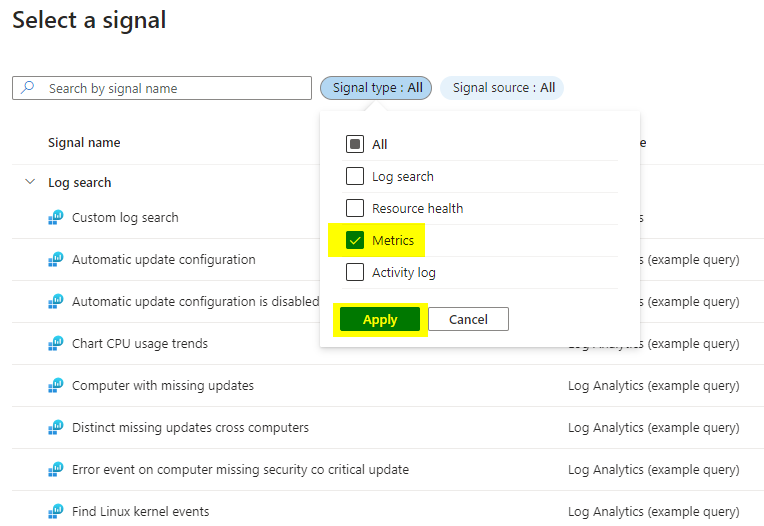 Select a signal
Search by signal name
Signal type : All
Signal source : All
Signal name
e
All
Log search
Log search
Resource health
Custom log search
s
Metrics
Automatic update configuration
(example query)
Activity log
Automatic update configuration is disabled
(example query)
Apply
Cancel
Chart CPU usage trends
Log Analytics (example query)
Computer with missing updates
Log Analytics (example query)
Distinct missing updates cross computers
Log Analytics (example query)
Error event on computer missing security co critical update
Log Analytics (example query)
Find Linux kernel events
Log Analytics (example query)